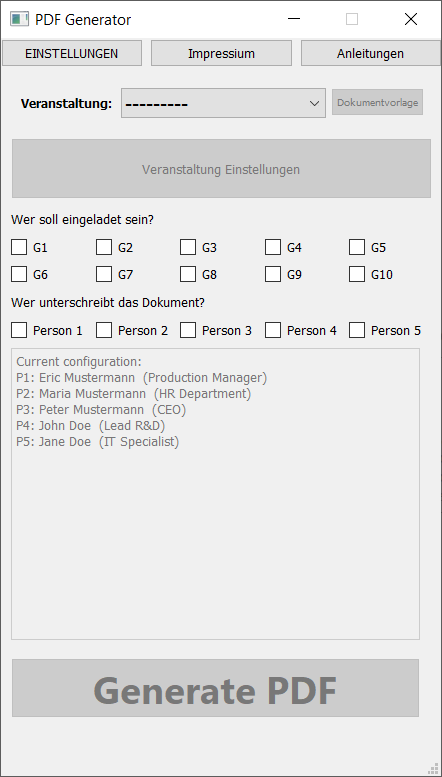 PDF Generator
EINSTELLUNGEN Impressum Anleitungen
Veranstaltung: --------- Dokumentvorlage
Veranstaltung Einstellungen
Wer soll eingeladet sein?
G1 G2 G3 G4 G5
G6 G7 G8 G9 G10
Wer unterschreibt das Dokument?
Person 1 Person 2 Person 3 Person 4 Person 5
Current configuration:
P1: Eric Mustermann (Production Manager)
P2: Maria Mustermann (HR Department)
P3: Peter Mustermann (CEO)
P4: John Doe (Lead R&D)
P5: Jane Doe (IT Specialist)
Generate PDF